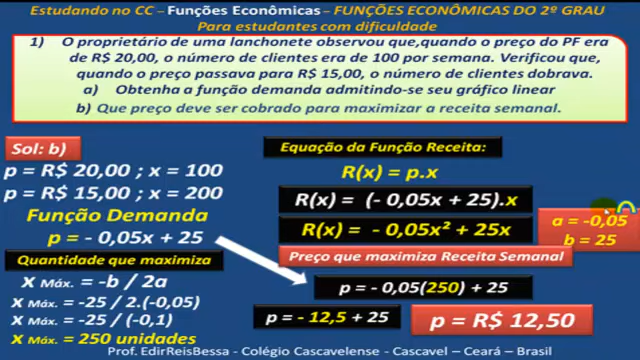 Estudando no CC – Funções Econômicas – FUNÇÕES ECONÔMICAS DO 2º GRAU
Para estudantes com dificuldade
1) O proprietário de uma lanchonete observou que,quando o preço do PF era
de R$ 20,00, o número de clientes era de 100 por semana. Verificou que,
quando o preço passava para R$ 15,00, o número de clientes dobrava.
a) Obtenha a função demanda admitindo-se seu gráfico linear
b) Que preço deve ser cobrado para maximizar a receita semanal.
Sol: b)
p = R$ 20,00 ; x = 100
p = R$ 15,00 ; x = 200
Função Demanda
p = - 0,05x + 25
Quantidade que maximiza
x Máx. = -b / 2a
x Máx. = -25 / 2.(-0,05)
x Máx. = -25 / (-0,1)
x Máx. = 250 unidades
Equação da Função Receita:
R(x) = p.x
R(x) = (- 0,05x + 25).x
R(x) = - 0,05x² + 25x
a = -0,05
b = 25
Preço que maximiza Receita Semanal
p = - 0,05(250) + 25
p = - 12,5 + 25
p = R$ 12,50
Prof. EdirReisBessa - Colégio Cascavelense - Cascavel – Ceará – Brasil